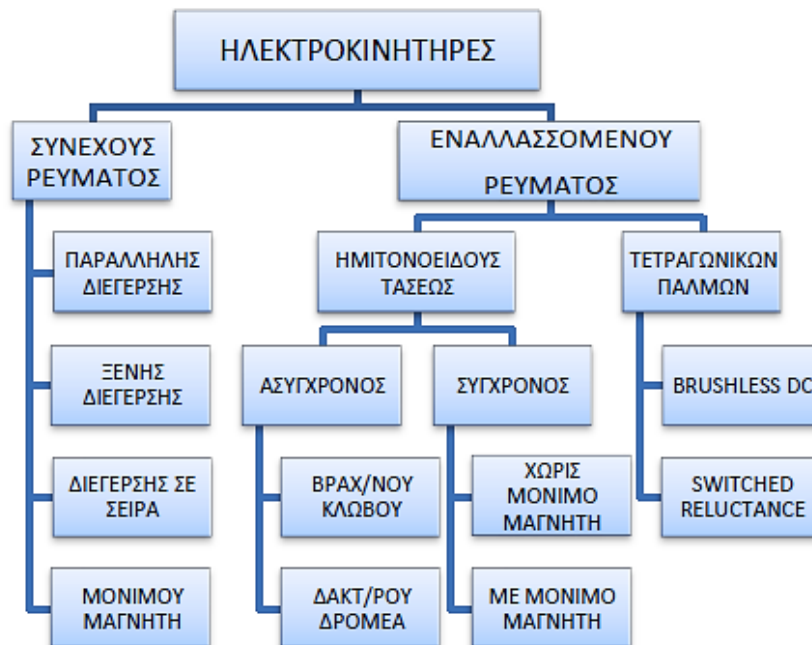 ΗΛΕΚΤΡΟΚΙΝΗΤΗΡΕΣ
ΣΥΝΕΧΟΥΣ
ΡΕΥΜΑΤΟΣ
ΕΝΑΛΛΑΣΣΟΜΕΝΟΥ
ΡΕΥΜΑΤΟΣ
ΠΑΡΑΛΛΗΛΗΣ
ΔΙΕΓΕΡΣΗΣ
ΞΕΝΗΣ
ΔΙΕΓΕΡΣΗΣ
ΔΙΕΓΕΡΣΗΣ ΣΕ
ΣΕΙΡΑ
ΜΟΝΙΜΟΥ
ΜΑΓΝΗΤΗ
ΗΜΙΤΟΝΟΕΙΔΟΥΣ
ΤΑΣΕΩΣ
ΑΣΥΓΧΡΟΝΟΣ
ΒΡΑΧ/ΝΟΥ
ΚΛΩΒΟΥ
ΔΑΚΤ/ΡΟΥ
ΔΡΟΜΕΑ
ΣΥΓΧΡΟΝΟΣ
ΧΩΡΙΣ
ΜΟΝΙΜΟ
ΜΑΓΝΗΤΗ
ΜΕ ΜΟΝΙΜΟ
ΜΑΓΝΗΤΗ
ΤΕΤΡΑΓΩΝΙΚΩΝ
ΠΑΛΜΩΝ
BRUSHLESS DC
SWITCHED
RELUCTANCE